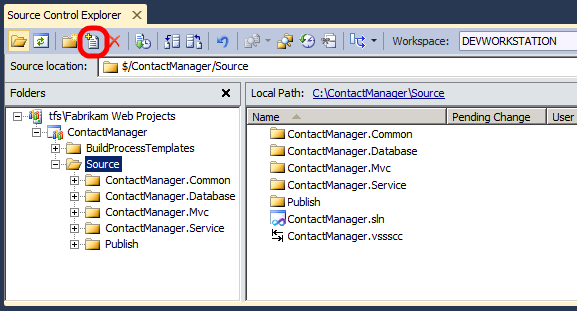 Source Control Explorer
Workspace: DEVWORKSTATION
Source location: $/ContactManager/Source
Folders
Local Path: C:\ContactManager\Source
tfs\Fabrikam Web Projects
ContactManager
BuildProcessTemplates
Source
ContactManager.Common
ContactManager.Database
ContactManager.Mvc
ContactManager.Service
Publish
Name Pending Change User
ContactManager.Common
ContactManager.Database
ContactManager.Mvc
ContactManager.Service
Publish
ContactManager.sln
ContactManager.vssscc